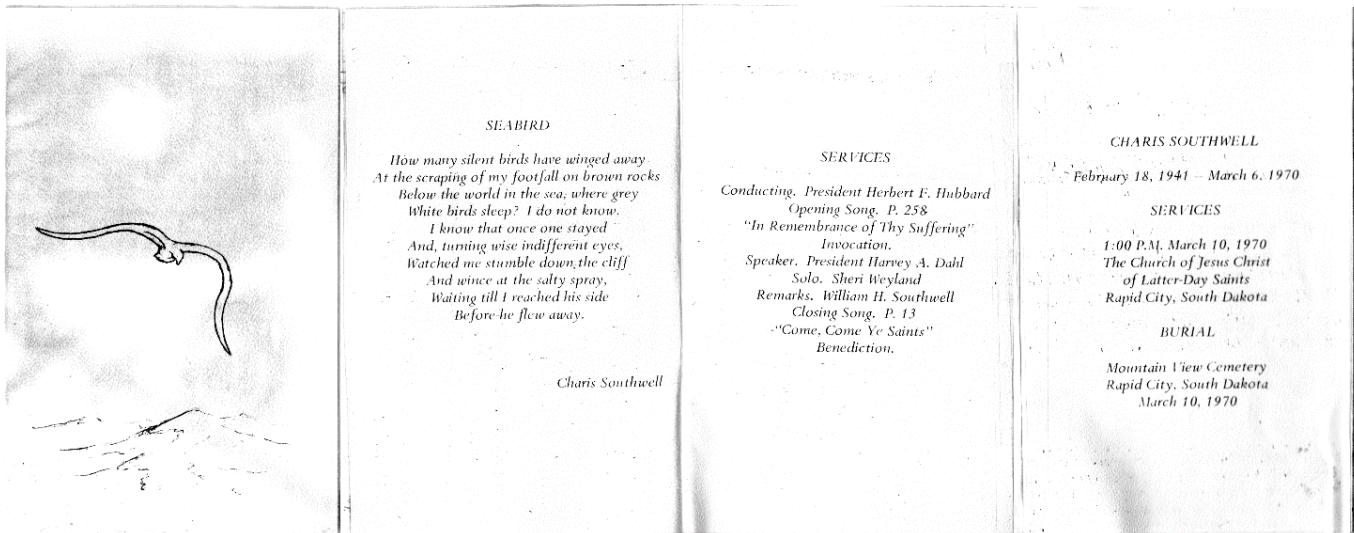 SEABIRD
How many silent birds have winged away
At the scraping of my footfall on brown rocks
Below the world in the sea, where grey
White birds sleep? I do not know.
I know that once one stayed
And, turning wise indifferent eyes,
Watched me stumble down the cliff
And wince at the salty spray,
Waiting till I reached his side
Before he flew away.
Charis Southwell
SERVICES
Conducting. President Herbert F. Hubbard
Opening Song. P. 258
"In Remembrance of Thy Suffering"
Invocation.
Speaker. President Harvey A. Dahl
Solo. Sheri Weyland
Remarks. William H. Southwell
Closing Song. P. 13
"Come, Come Ye Saints"
Benediction.
CHARIS SOUTHWELL
February 18, 1941 – March 6, 1970
SERVICES
1:00 P.M. March 10, 1970
The Church of Jesus Christ
of Latter-Day Saints
Rapid City, South Dakota
BURIAL
Mountain View Cemetery
Rapid City, South Dakota
March 10, 1970